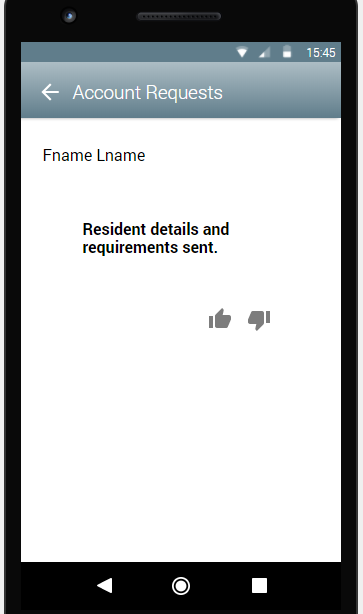 15:45
Account Requests
Fname Lname
Resident details and
requirements sent.